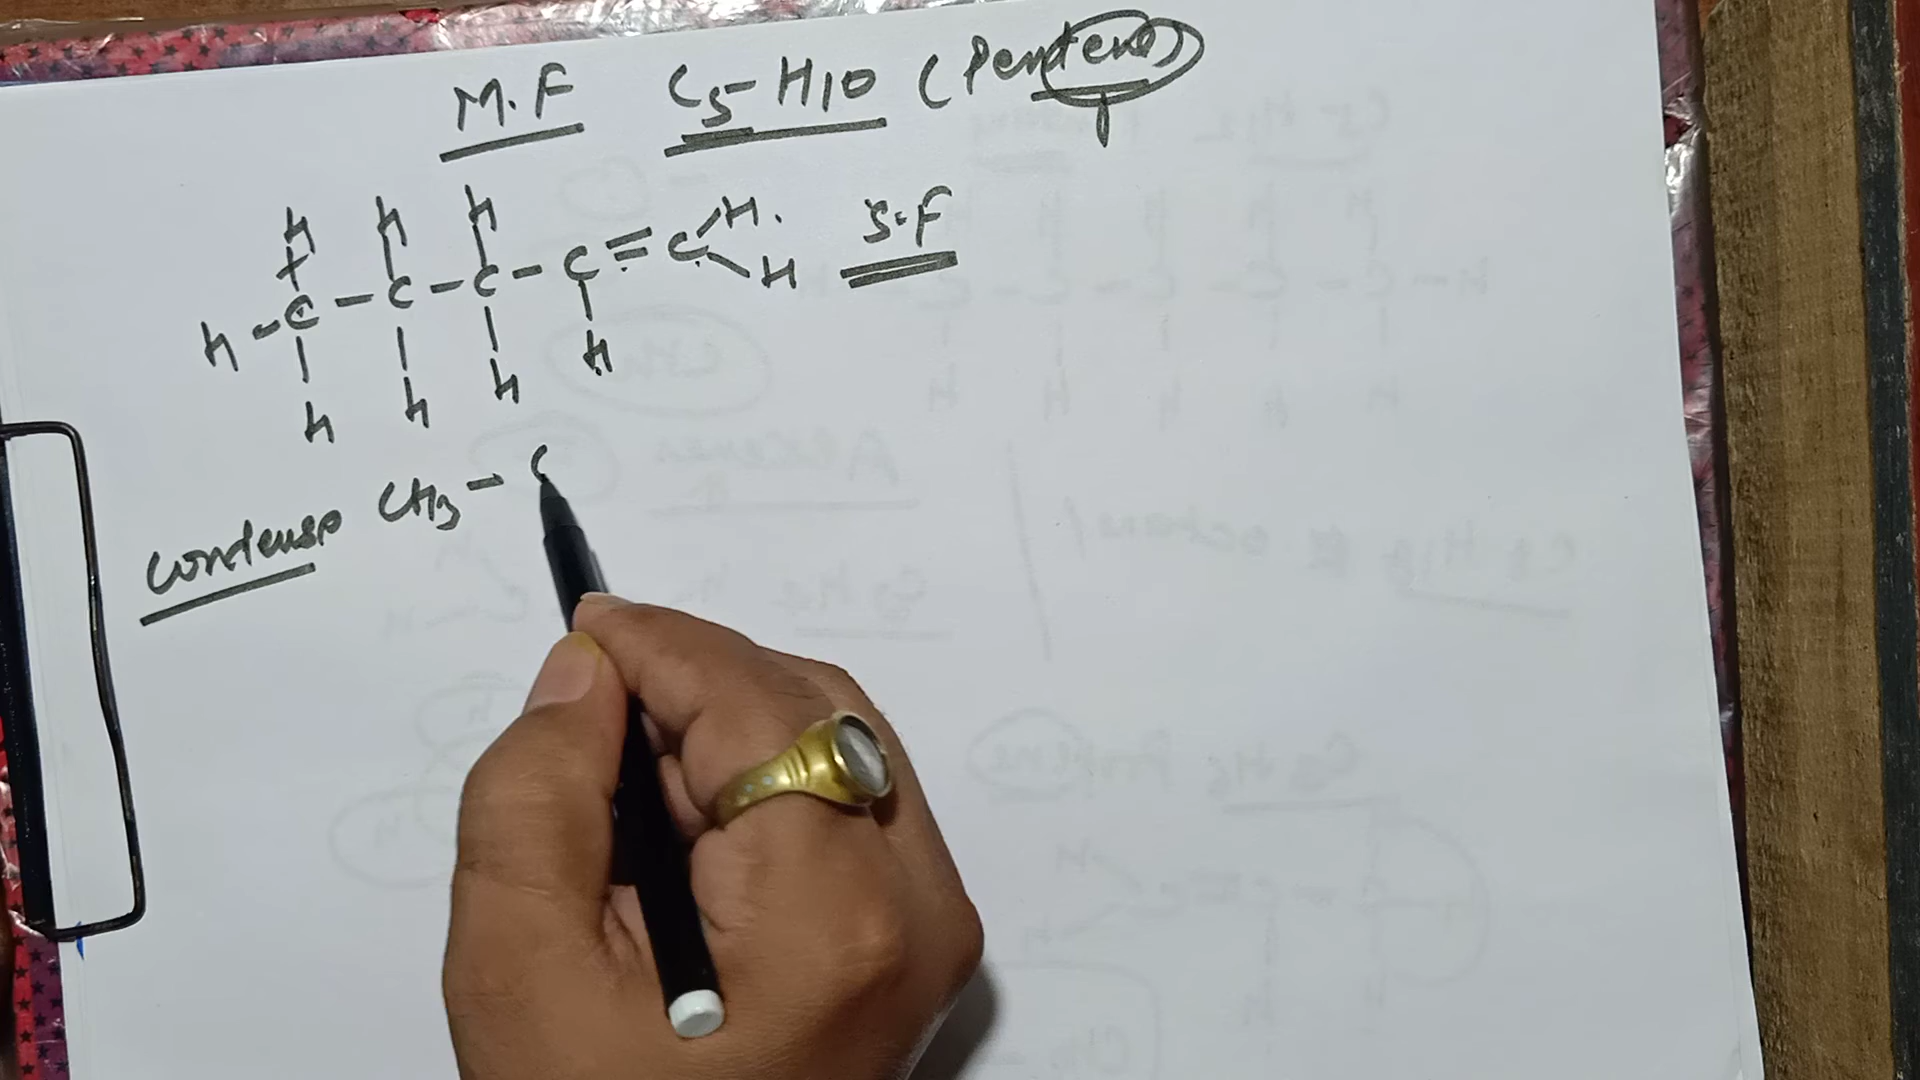 M.F C5-H10 (Pentene)
H H H H. S.F
H - C - C - C - C = C H
H H H H
Condense CH3 - C